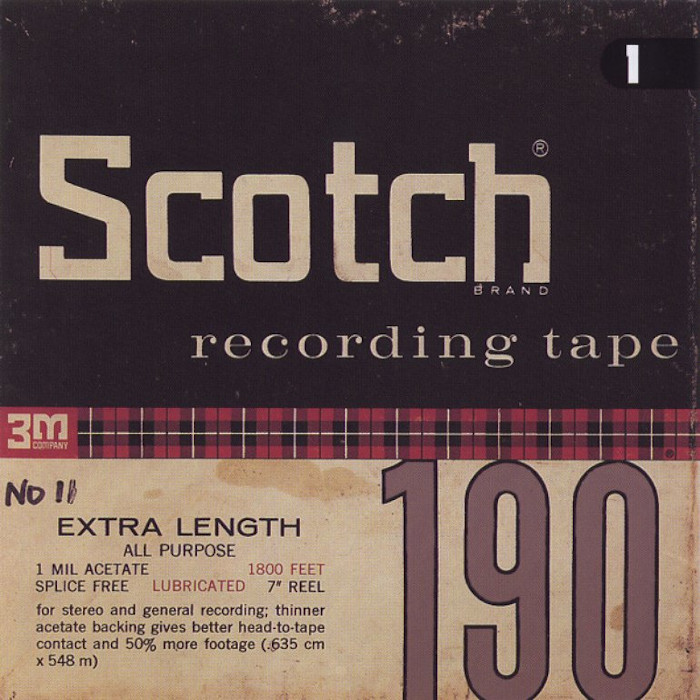 1
Scotch®
BRAND
recording tape
3M
COMPANY
®
190
No 11
EXTRA LENGTH
ALL PURPOSE
1 MIL ACETATE 1800 FEET
SPLICE FREE LUBRICATED 7" REEL
for stereo and general recording; thinner
acetate backing gives better head-to-tape
contact and 50% more footage (.635 cm
x 548 m)